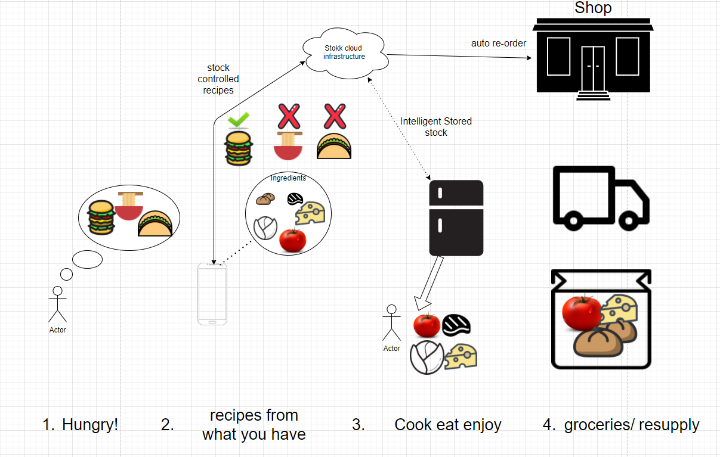 Shop
Stokk cloud
infrastructure
auto re-order
stock
controlled
recipes
Intelligent Stored
stock
Ingredients
Actor
Actor
1. Hungry!
2.
recipes from
what you have
3.
Cook eat enjoy
4. groceries/ resupply